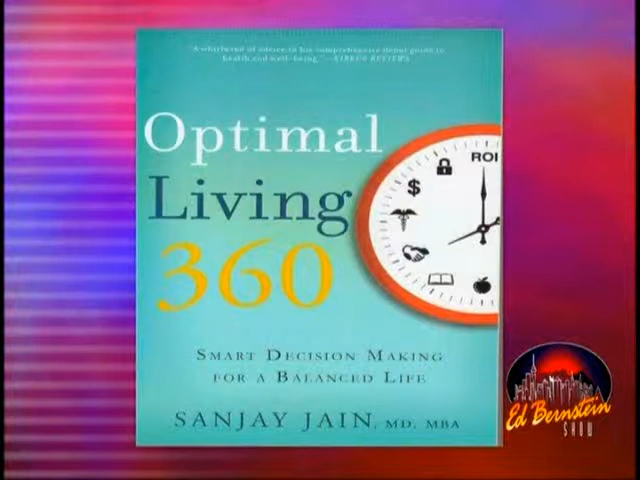 "A whirlwind of advice in his comprehensive debut guide to
health and well-being." —KIRKUS REVIEWS
Optimal
Living
360
ROI
$
SMART DECISION MAKING
FOR A BALANCED LIFE
SANJAY JAIN, MD, MBA
Ed Bernstein
SHOW